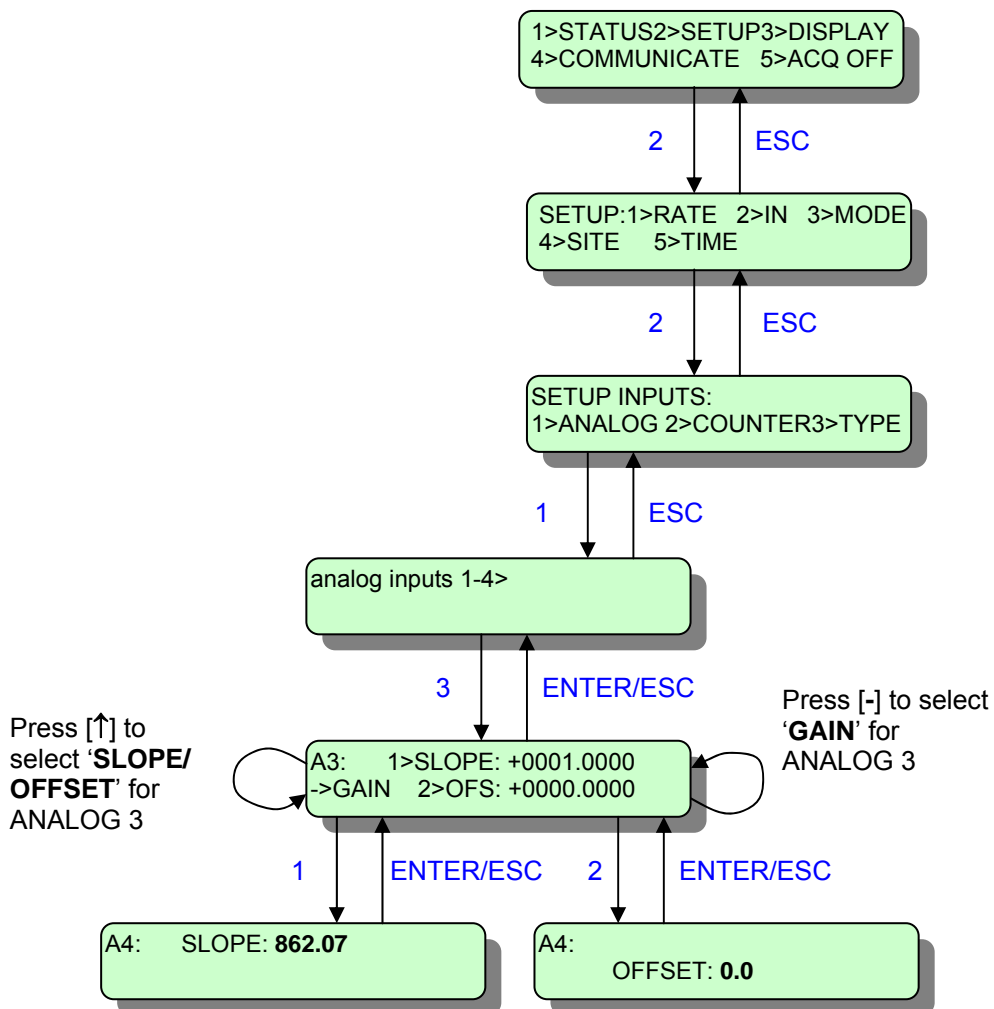 1>STATUS2>SETUP3>DISPLAY
4>COMMUNICATE 5>ACQ OFF
2
ESC
SETUP:1>RATE 2>IN 3>MODE
4>SITE 5>TIME
2
ESC
SETUP INPUTS:
1>ANALOG 2>COUNTER3>TYPE
1
ESC
analog inputs 1-4>
3
ENTER/ESC
Press [↑] to
select ‘SLOPE/
OFFSET’ for
ANALOG 3
A3: 1>SLOPE: +0001.0000
->GAIN 2>OFS: +0000.0000
Press [-] to select
‘GAIN’ for
ANALOG 3
1
ENTER/ESC
2
ENTER/ESC
A4: SLOPE: 862.07
A4:
OFFSET: 0.0